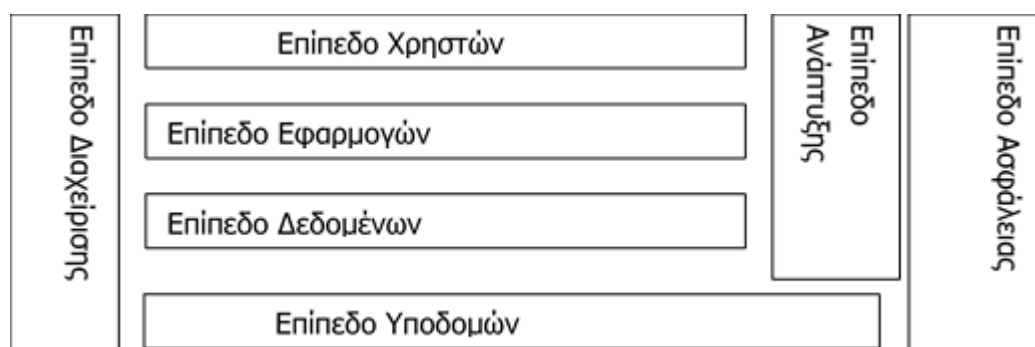 Επίπεδο Διαχείρισης
Επίπεδο Χρηστών
Επίπεδο Εφαρμογών
Επίπεδο Δεδομένων
Επίπεδο Υποδομών
Επίπεδο
Ανάπτυξης
Επίπεδο Ασφάλειας